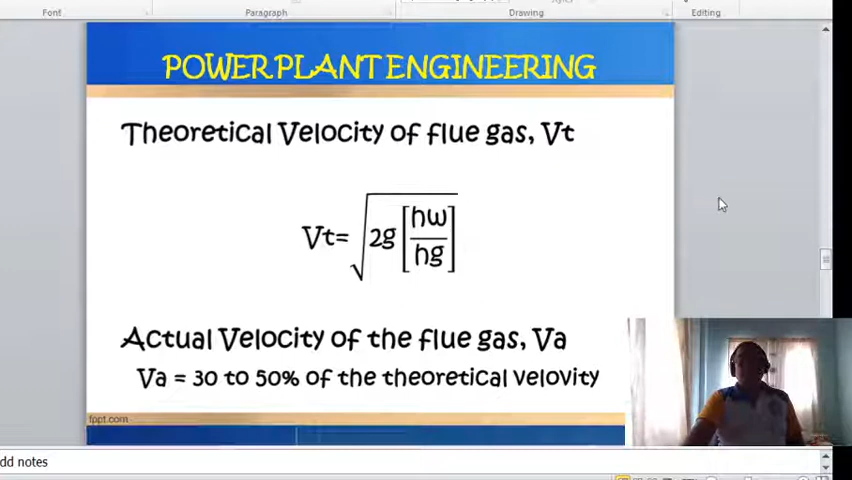 Font Paragraph Drawing Editing
POWER PLANT ENGINEERING
Theoretical Velocity of flue gas, Vt
Vt= √2g [hw/hg]
Actual Velocity of the flue gas, Va
Va = 30 to 50% of the theoretical velovity
fppt.com
dd notes